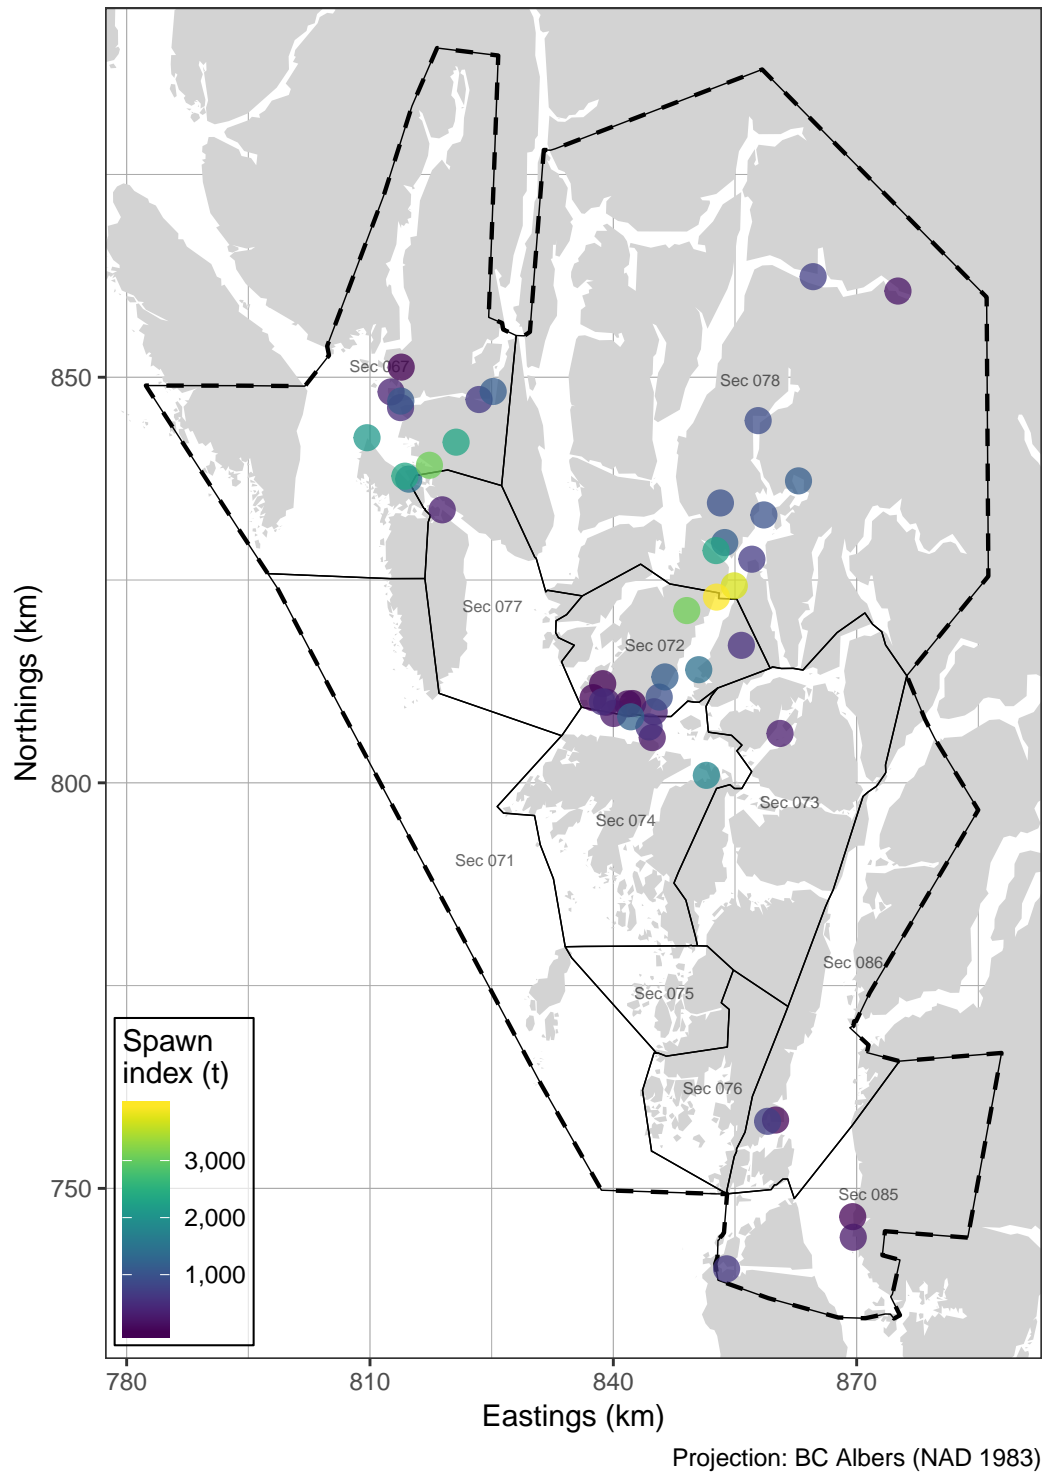 Sec 067
Sec 078
850
Sec 077
Sec 072
Northings (km)
800
Sec 073
Sec 074
Sec 071
Sec 086
Sec 075
Sec 076
Spawn
index (t)
3,000
2,000
1,000
750
Sec 085
780
810
840
870
Eastings (km)
Projection: BC Albers (NAD 1983)